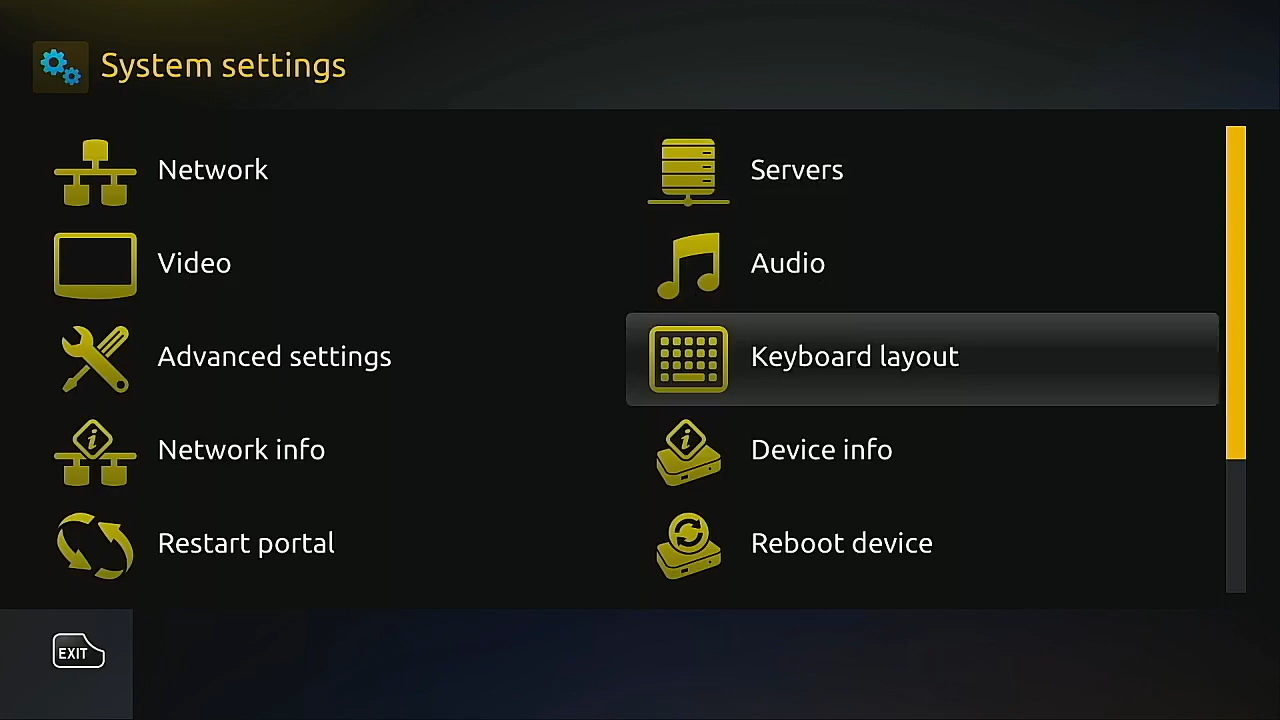 System settings
Network
Servers
Video
Audio
Advanced settings
Keyboard layout
Network info
Device info
Restart portal
Reboot device
EXIT